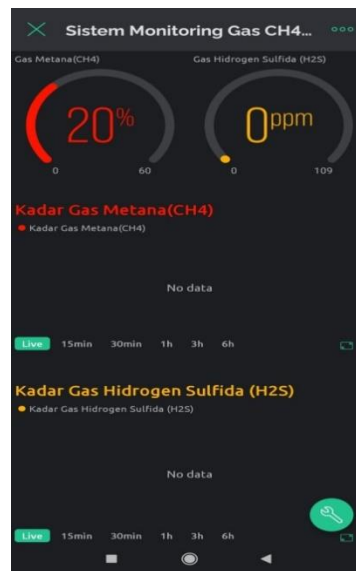 Sistem Monitoring Gas CH4...
Gas Metana(CH4)
Gas Hidrogen Sulfida (H2S)
20%
0ppm
0 60
0 109
Kadar Gas Metana(CH4)
Kadar Gas Metana(CH4)
No data
Live 15min 30min 1h 3h 6h
Kadar Gas Hidrogen Sulfida (H2S)
Kadar Gas Hidrogen Sulfida (H2S)
No data
Live 15min 30min 1h 3h 6h